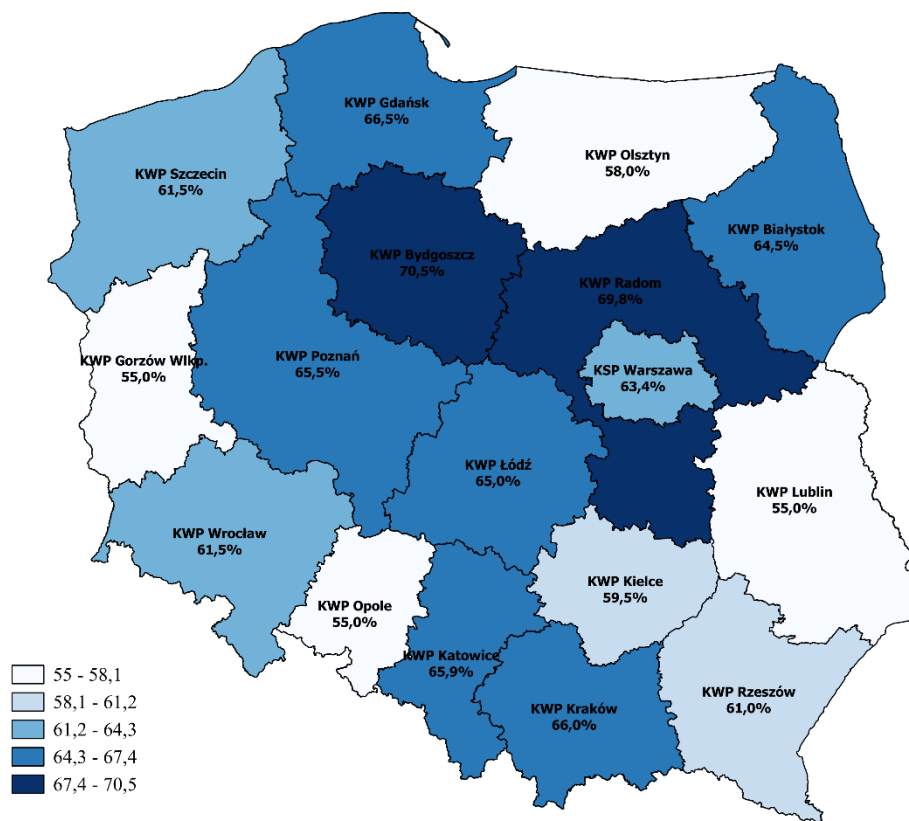 KWP Gdańsk
66,5%
KWP Olsztyn
58,0%
KWP Szczecin
61,5%
KWP Białystok
64,5%
KWP Bydgoszcz
70,5%
KWP Radom
69,8%
KWP Gorzów Wlkp.
55,0%
KWP Poznań
65,5%
KSP Warszawa
63,4%
KWP Łódź
65,0%
KWP Lublin
55,0%
KWP Wrocław
61,5%
KWP Kielce
59,5%
KWP Opole
55,0%
KWP Katowice
65,9%
KWP Kraków
66,0%
KWP Rzeszów
61,0%
55 - 58,1
58,1 - 61,2
61,2 - 64,3
64,3 - 67,4
67,4 - 70,5